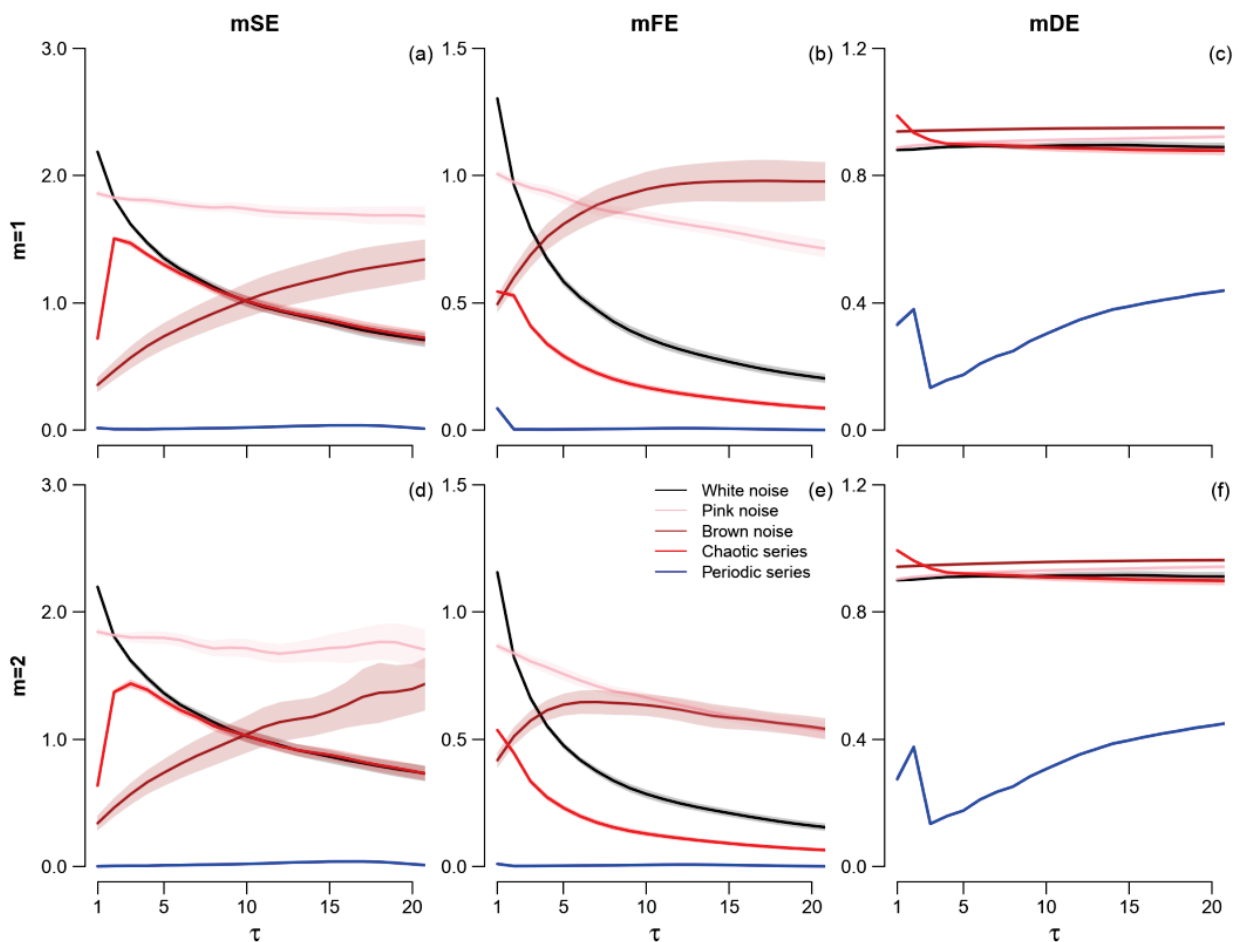 mSE mFE mDE
3.0 (a) 1.5 (b) 1.2 (c)
2.0 1.0 0.8
m=1
1.0 0.5 0.4
0.0 0.0 0.0
3.0 (d) 1.5 (e) 1.2 (f)
White noise
Pink noise
Brown noise
Chaotic series
Periodic series
2.0 1.0 0.8
m=2
1.0 0.5 0.4
0.0 0.0 0.0
1 5 10 15 20 1 5 10 15 20 1 5 10 15 20
τ τ τ